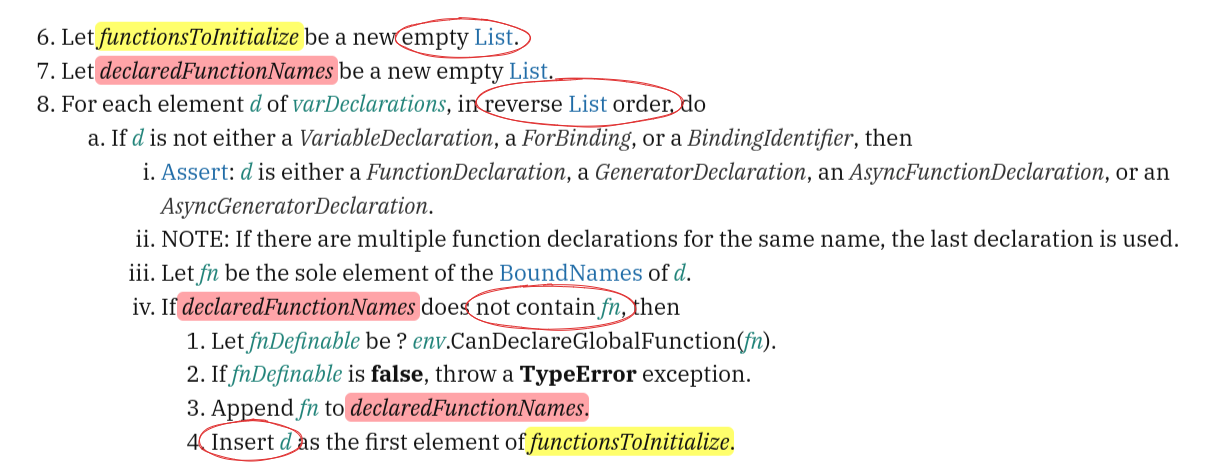 6. Let functionsToInitialize be a new empty List.
7. Let declaredFunctionNames be a new empty List.
8. For each element d of varDeclarations, in reverse List order, do
a. If d is not either a VariableDeclaration, a ForBinding, or a BindingIdentifier, then
i. Assert: d is either a FunctionDeclaration, a GeneratorDeclaration, an AsyncFunctionDeclaration, or an
AsyncGeneratorDeclaration.
ii. NOTE: If there are multiple function declarations for the same name, the last declaration is used.
iii. Let fn be the sole element of the BoundNames of d.
iv. If declaredFunctionNames does not contain fn, then
1. Let fnDefinable be ? env.CanDeclareGlobalFunction(fn).
2. If fnDefinable is false, throw a TypeError exception.
3. Append fn to declaredFunctionNames.
4. Insert d as the first element of functionsToInitialize.